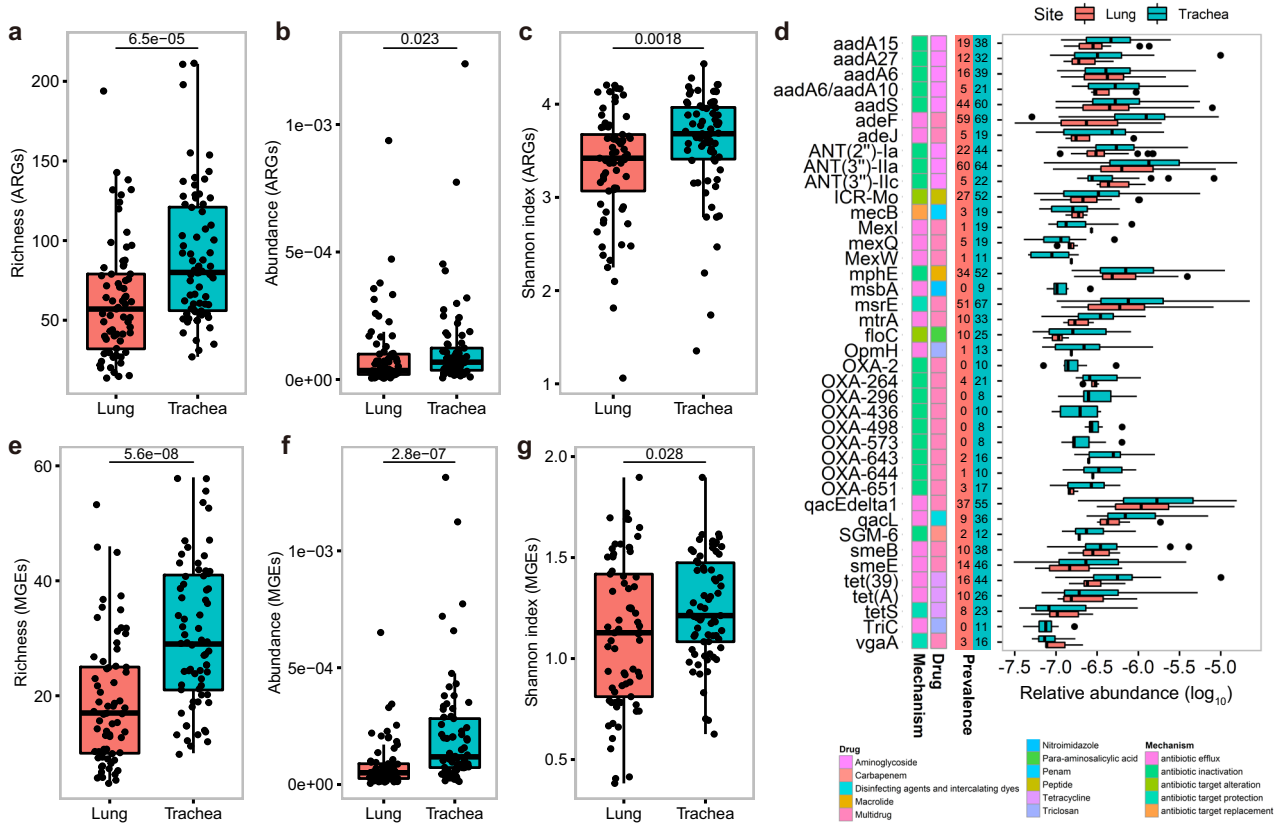 a
6.5e−05
Richness (ARGs)
200
150
100
50
Lung
Trachea
b
0.023
Abundance (ARGs)
1e−03
5e−04
0e+00
Lung
Trachea
c
0.0018
Shannon index (ARGs)
4
3
2
1
Lung
Trachea
e
5.6e−08
Richness (MGEs)
60
40
20
Lung
Trachea
f
2.8e−07
Abundance (MGEs)
1e−03
5e−04
0e+00
Lung
Trachea
g
0.028
Shannon index (MGEs)
2.0
1.5
1.0
0.5
Lung
Trachea
d
Site Lung Trachea
aadA15 19 38
aadA27 12 32
aadA6 16 39
aadA6/aadA10 5 21
aadS 44 60
adeF 59 69
adeJ 5 19
ANT(2'')-Ia 22 44
ANT(3'')-IIa 60 64
ANT(3'')-IIc 5 22
ICR-Mo 27 52
mecB 3 19
MexI 1 19
mexQ 5 19
MexW 1 11
mphE 34 52
msbA 0 9
msrE 51 67
mtrA 10 33
floC 10 25
OpmH 1 13
OXA-2 0 10
OXA-264 4 21
OXA-296 0 8
OXA-436 0 10
OXA-498 0 8
OXA-573 0 8
OXA-643 2 16
OXA-644 1 10
OXA-651 3 17
qacEdelta1 37 55
qacL 9 36
SGM-6 2 12
smeB 10 38
smeE 14 46
tet(39) 16 44
tet(A) 10 26
tetS 8 23
TriC 0 11
vgaA 3 16
Mechanism
Drug
Prevalence
-7.5 -7.0 -6.5 -6.0 -5.5 -5.0
Relative abundance (log10)
Drug
Aminoglycoside
Carbapenem
Disinfecting agents and intercalating dyes
Macrolide
Multidrug
Nitroimidazole
Para-aminosalicylic acid
Penam
Peptide
Tetracycline
Triclosan
Mechanism
antibiotic efflux
antibiotic inactivation
antibiotic target alteration
antibiotic target protection
antibiotic target replacement